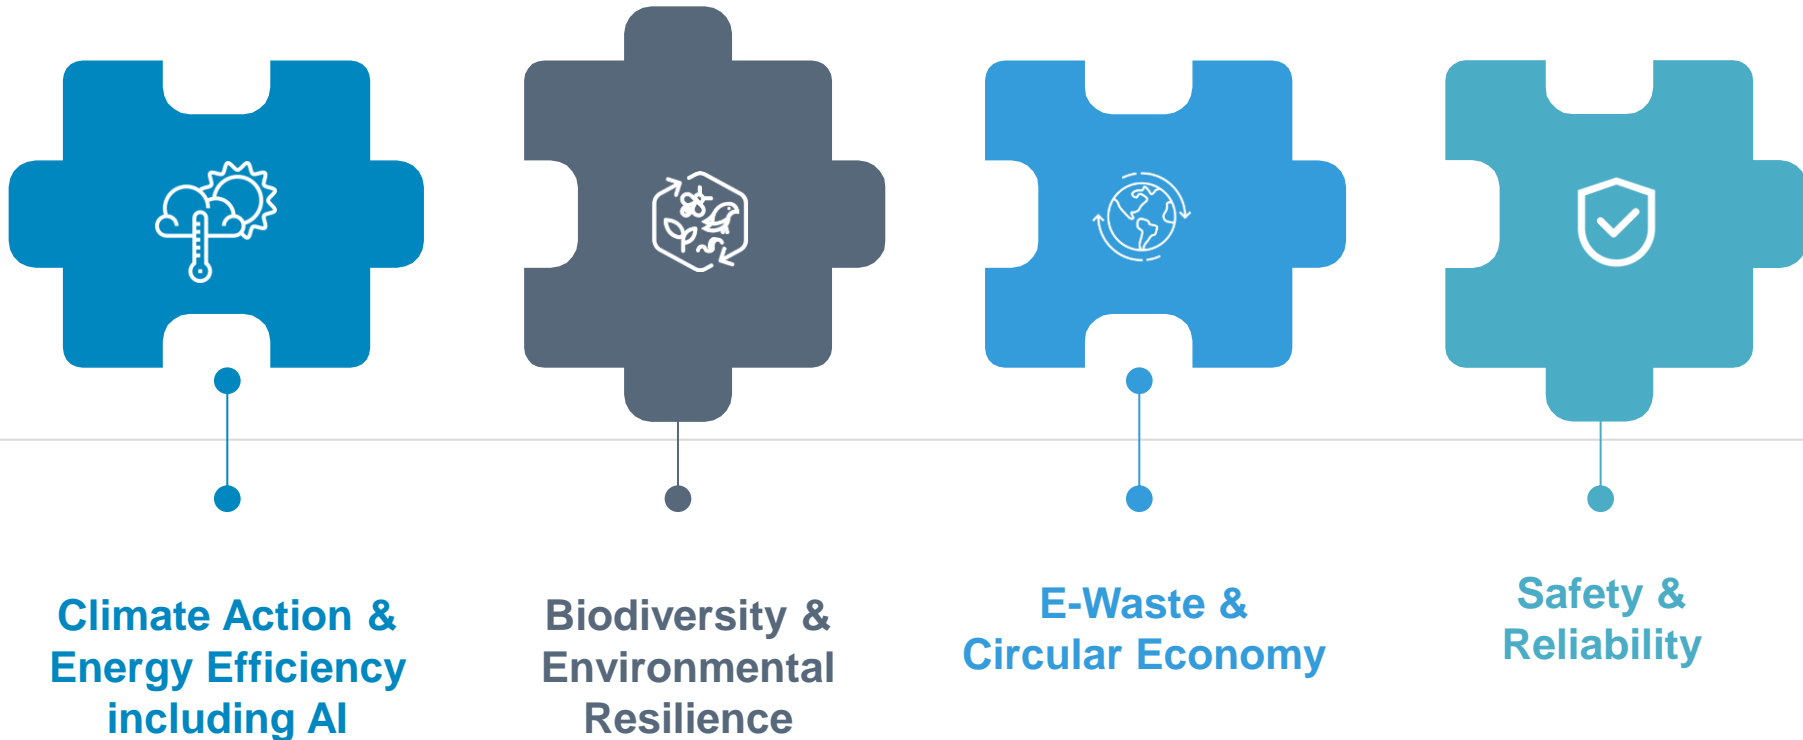 Climate Action &
Energy Efficiency
including AI
Biodiversity &
Environmental
Resilience
E-Waste &
Circular Economy
Safety &
Reliability